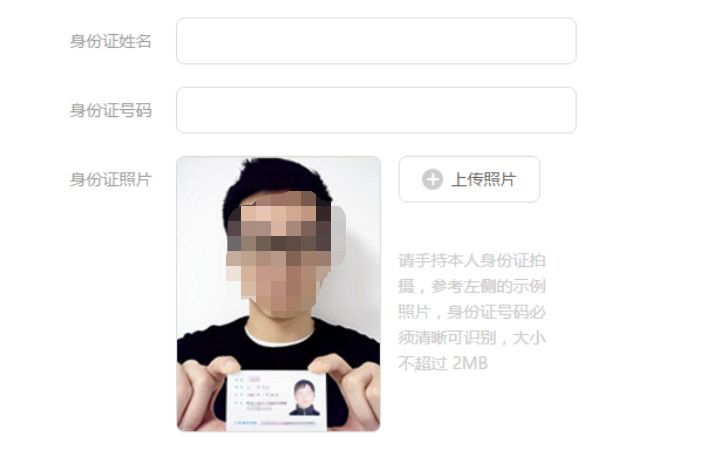 身份证姓名
身份证号码
身份证照片
上传照片
请手持本人身份证拍
摄，参考左侧的示例
照片，身份证号码必
须清晰可识别，大小
不超过 2MB